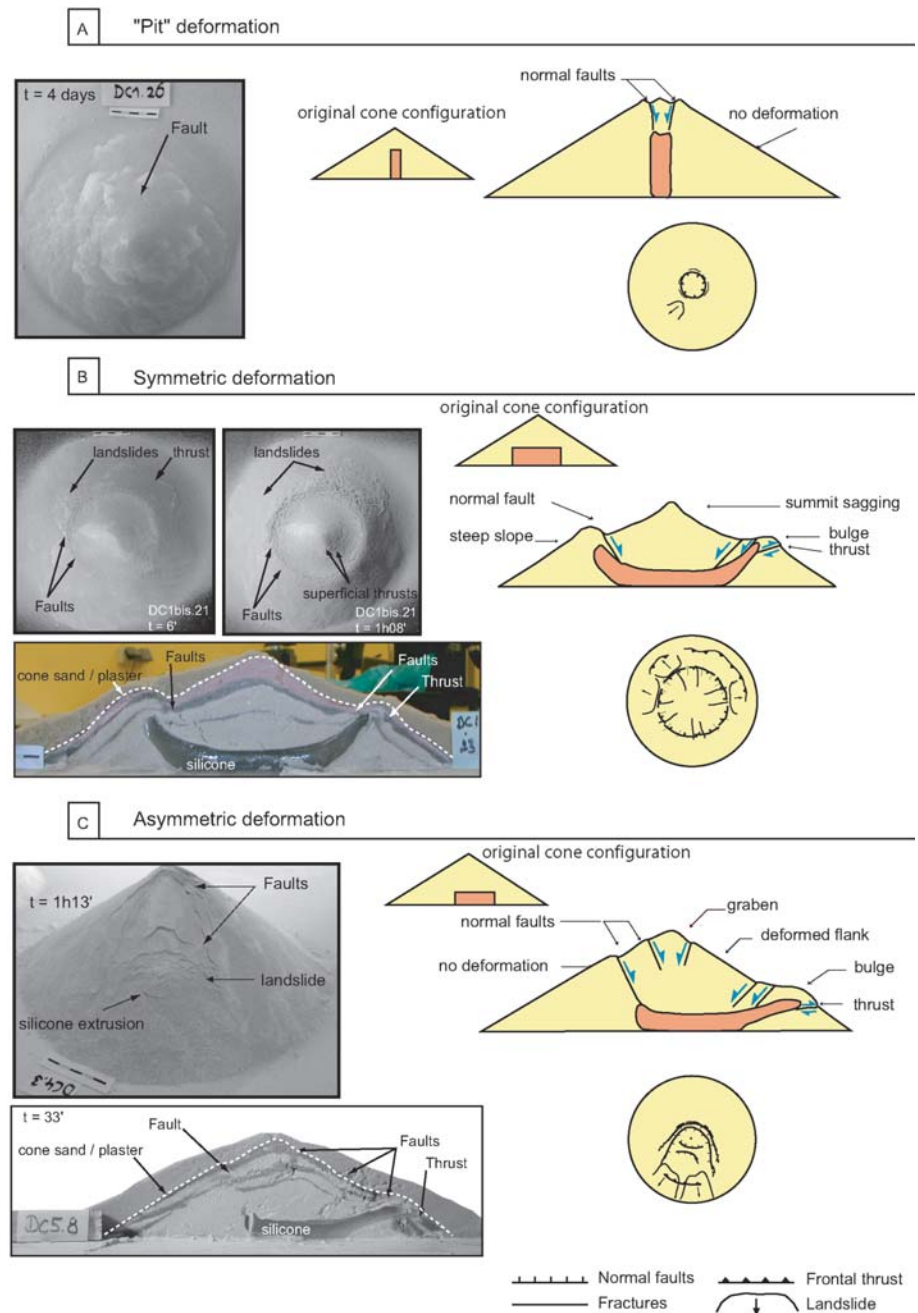 A "Pit" deformation
t = 4 days
DC1.26
Fault
original cone configuration
normal faults
no deformation
B Symmetric deformation
landslides thrust
Faults
DC1bis.21
t = 6'
landslides
Faults
superficial thrusts
DC1bis.21
t = 1h08'
original cone configuration
normal fault
steep slope
summit sagging
bulge
thrust
cone sand / plaster
Faults
Faults
Thrust
silicone
DC1
.23
C Asymmetric deformation
t = 1h13'
Faults
landslide
silicone extrusion
DC4.3
original cone configuration
normal faults
no deformation
graben
deformed flank
bulge
thrust
t = 33'
cone sand / plaster
Fault
Faults
Thrust
silicone
DC5.8
Normal faults Frontal thrust
Fractures Landslide